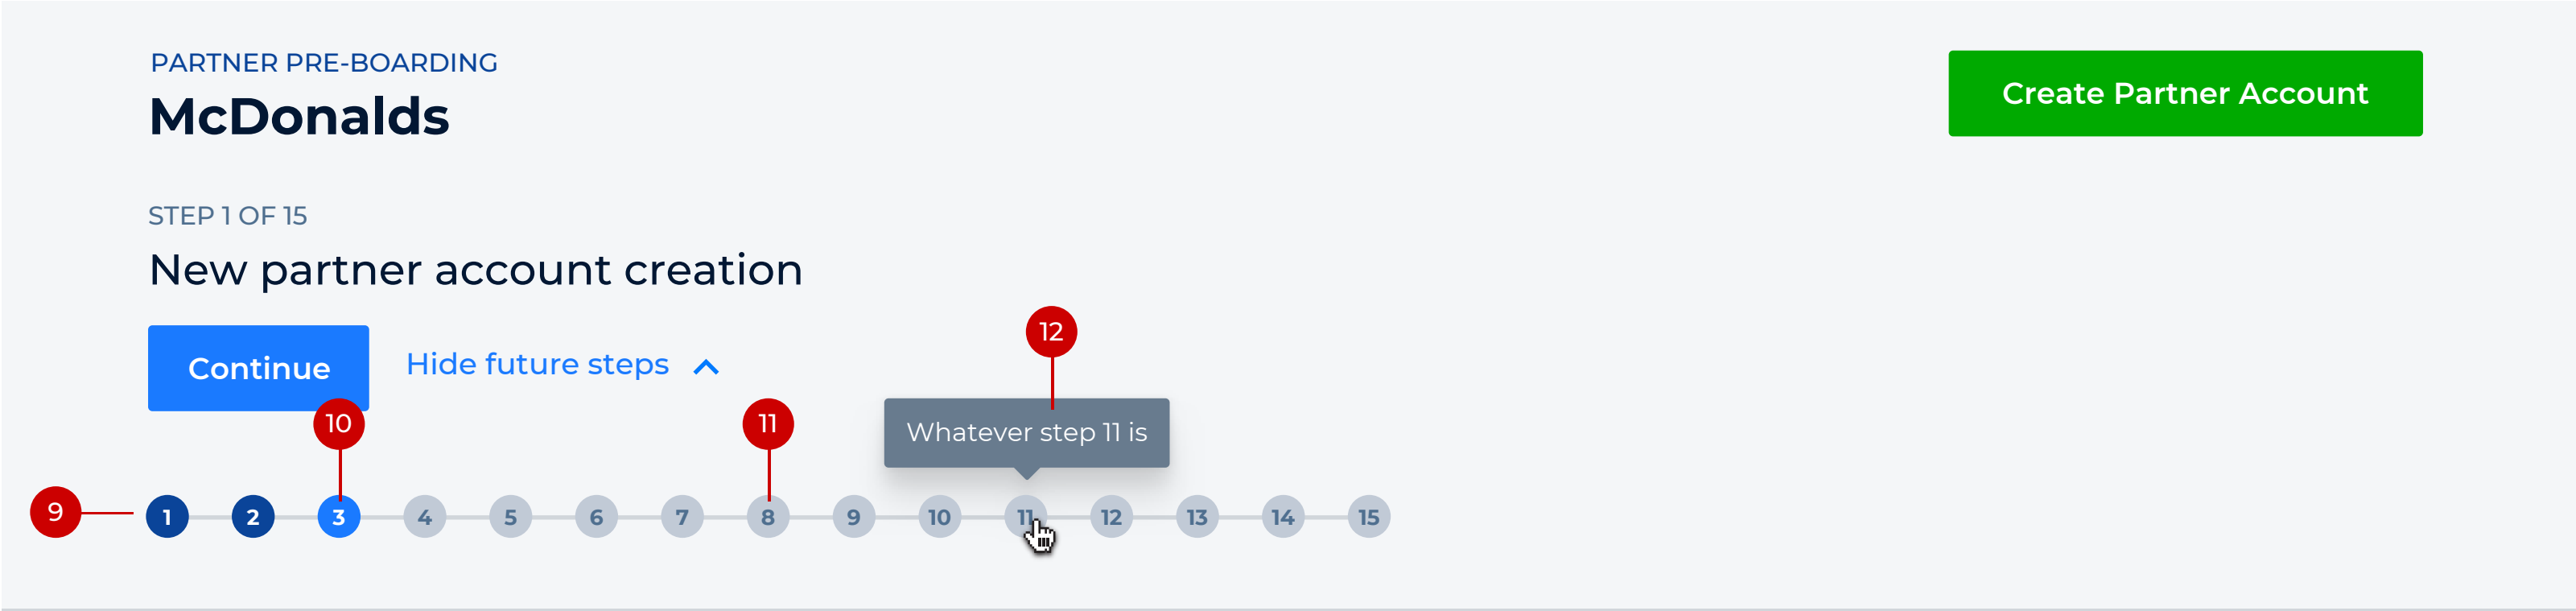 PARTNER PRE-BOARDING
McDonalds
Create Partner Account
STEP 1 OF 15
New partner account creation
Continue
Hide future steps
12
10
11
Whatever step 11 is
9
1 2 3 4 5 6 7 8 9 10 11 12 13 14 15